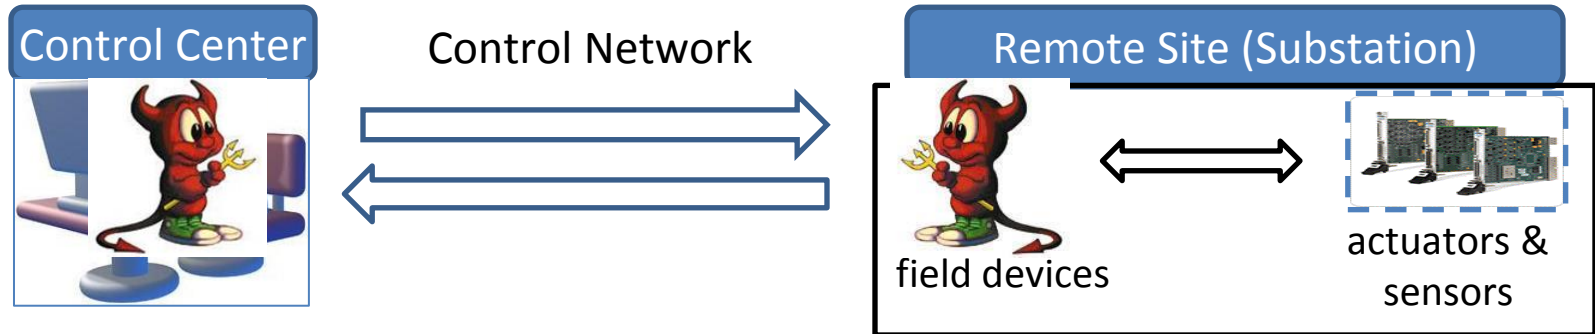 Control Center
Control Network
Remote Site (Substation)
field devices
actuators &
sensors